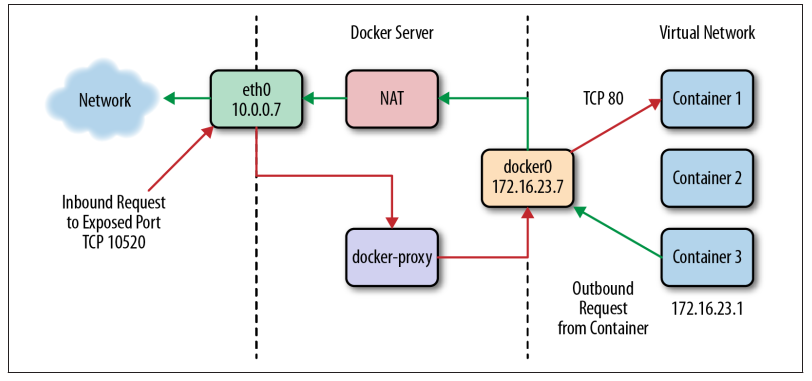 Docker Server
Virtual Network
Network
eth0
10.0.0.7
NAT
TCP 80
Container 1
docker0
172.16.23.7
Container 2
Inbound Request
to Exposed Port
TCP 10520
docker-proxy
Container 3
Outbound
Request
from Container
172.16.23.1